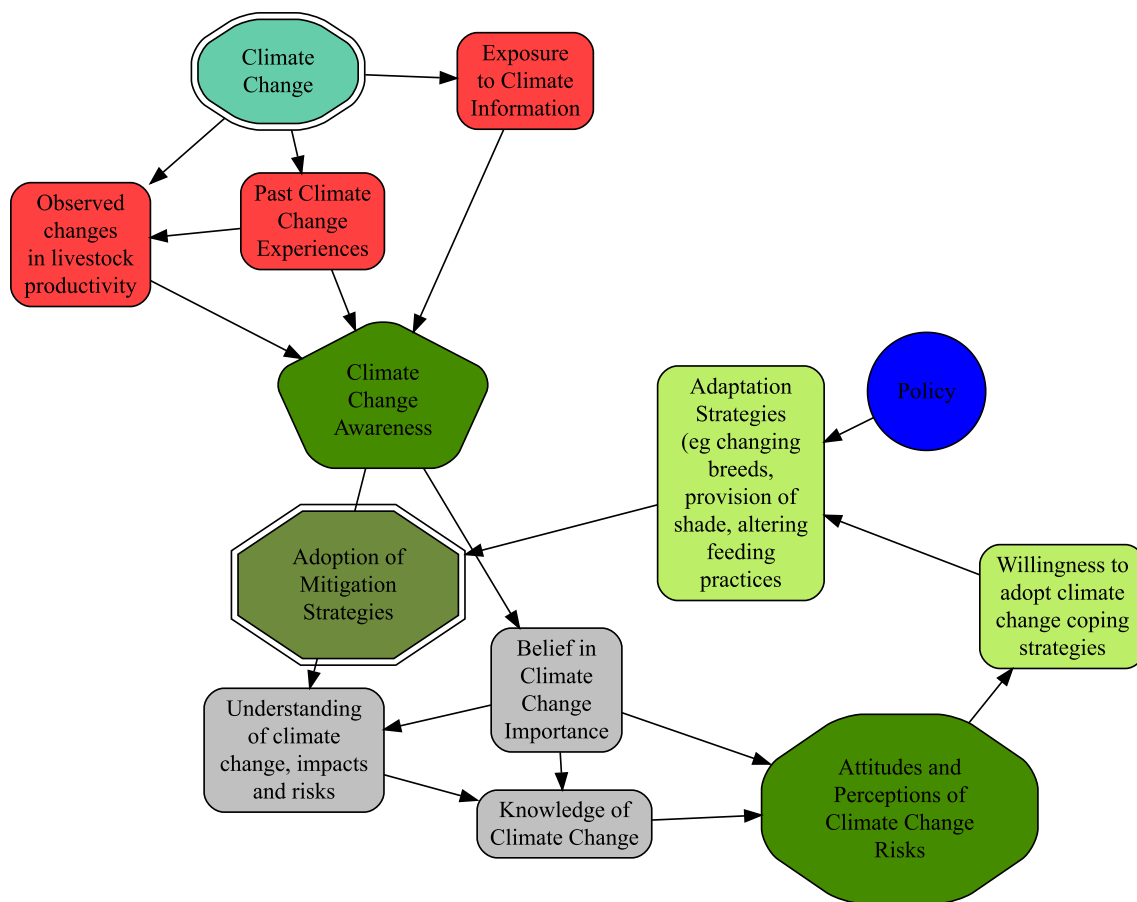 Climate
Change
Exposure
to Climate
Information
Observed
changes
in livestock
productivity
Past Climate
Change
Experiences
Climate
Change
Awareness
Adaptation
Strategies
(eg changing
breeds,
provision of
shade, altering
feeding
practices
Policy
Adoption of
Mitigation
Strategies
Willingness to
adopt climate
change coping
strategies
Belief in
Climate
Change
Importance
Understanding
of climate
change, impacts
and risks
Knowledge of
Climate Change
Attitudes and
Perceptions of
Climate Change
Risks